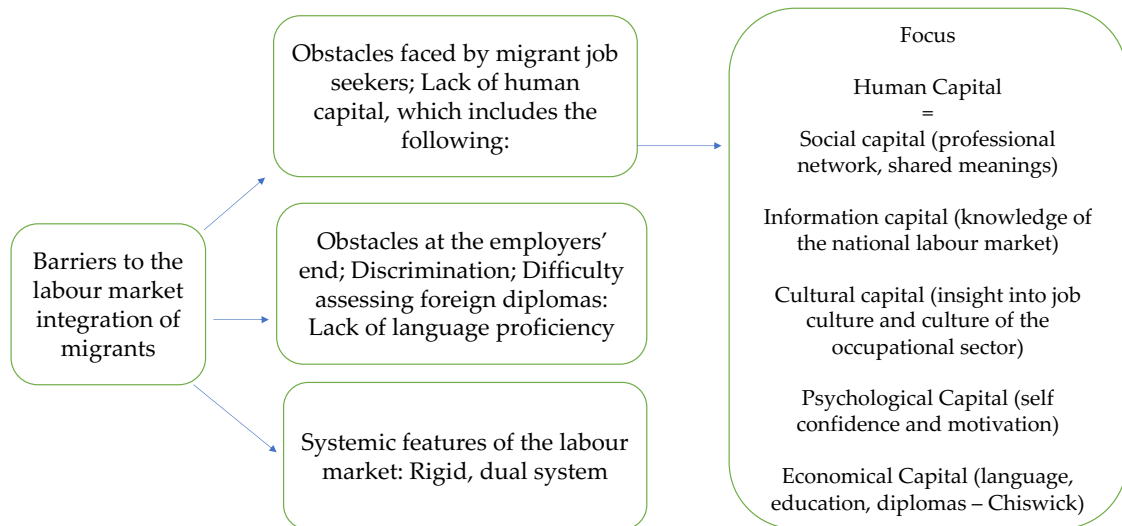 Barriers to the
labour market
integration of
migrants
Obstacles faced by migrant job
seekers; Lack of human
capital, which includes the
following:
Obstacles at the employers’
end; Discrimination; Difficulty
assessing foreign diplomas:
Lack of language proficiency
Systemic features of the labour
market: Rigid, dual system
Focus
Human Capital
=
Social capital (professional
network, shared meanings)
Information capital (knowledge of
the national labour market)
Cultural capital (insight into job
culture and culture of the
occupational sector)
Psychological Capital (self
confidence and motivation)
Economical Capital (language,
education, diplomas – Chiswick)